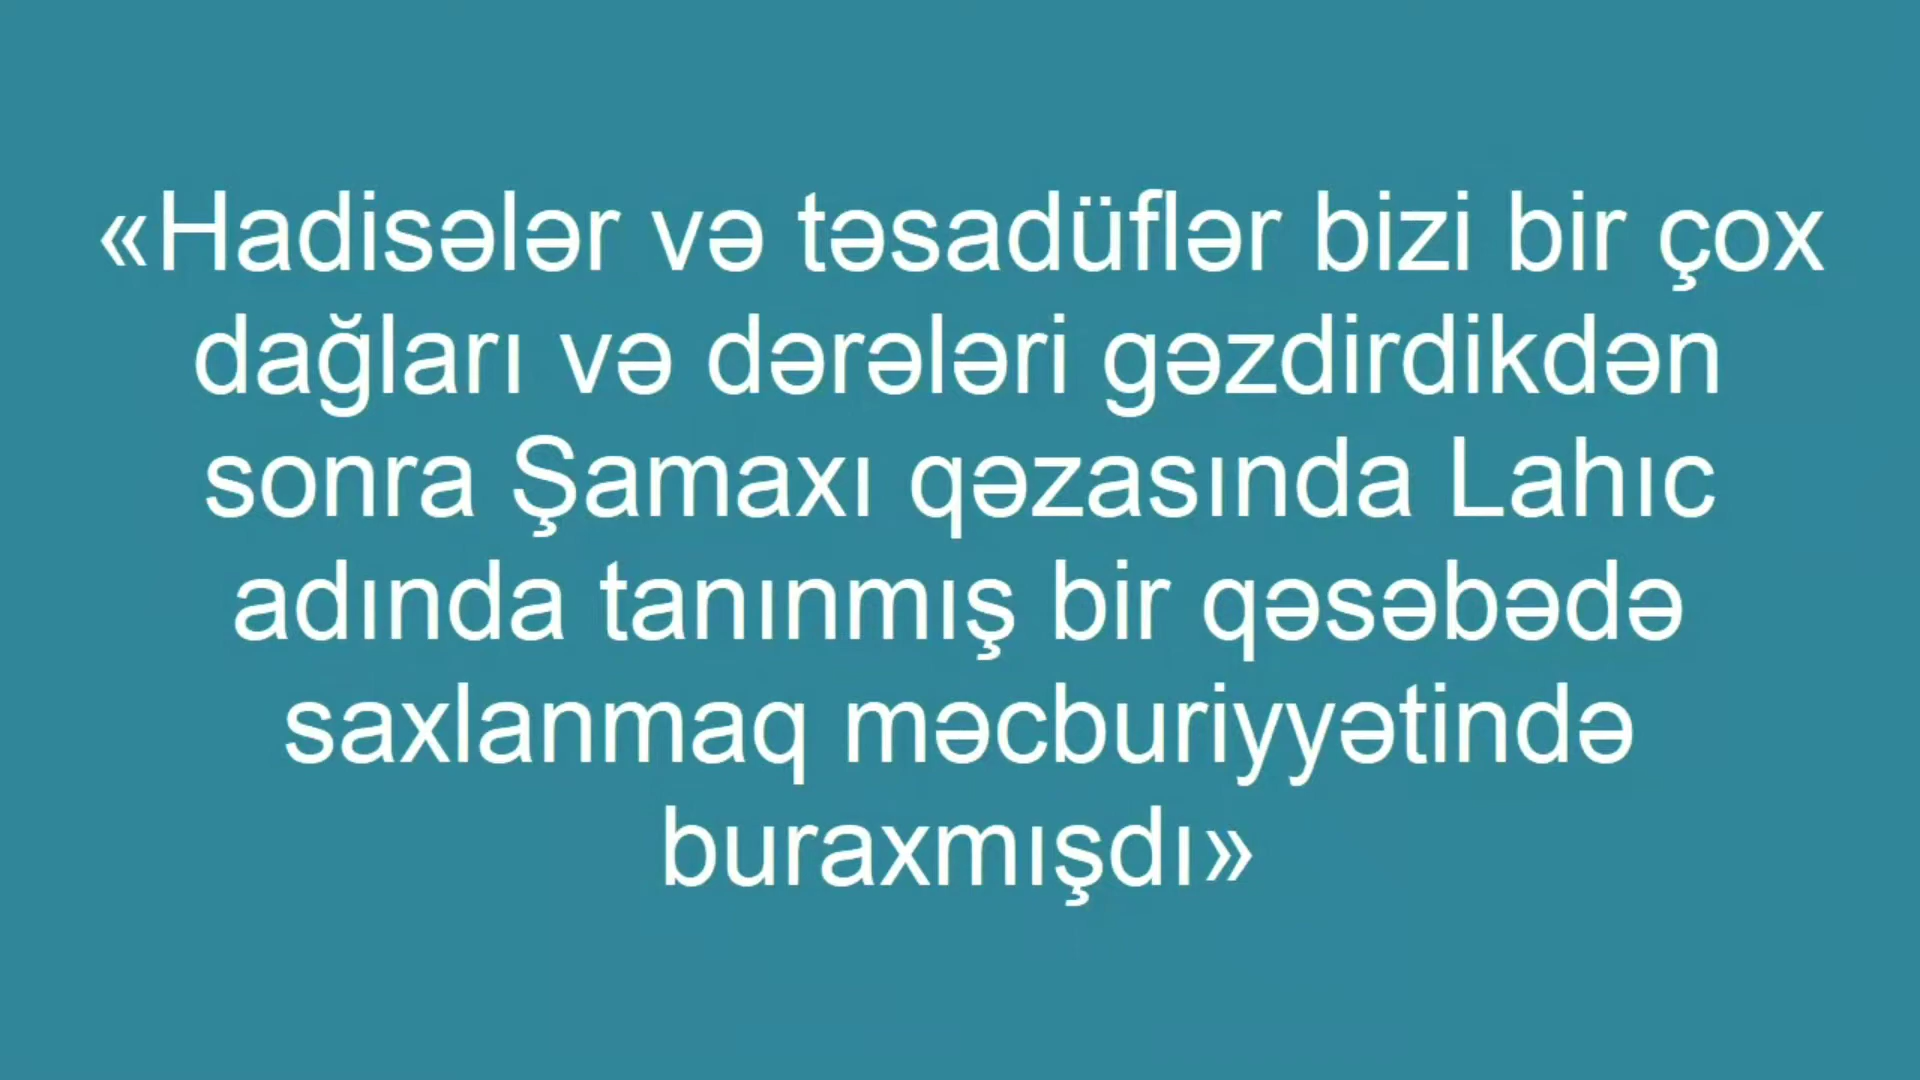 «Hadisələr və təsadüflər bizi bir çox
dağları və dərələri gəzdirdikdən
sonra Şamaxı qəzasında Lahıc
adında tanınmış bir qəsəbədə
saxlanmaq məcburiyyətində
buraxmışdı»